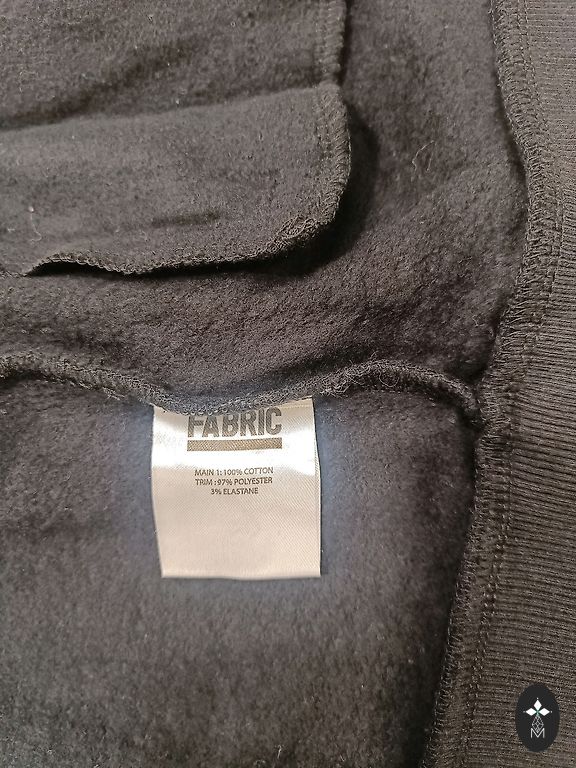 FABRIC
MAIN 1: 100% COTTON
TRIM : 97% POLYESTER
3% ELASTANE
M